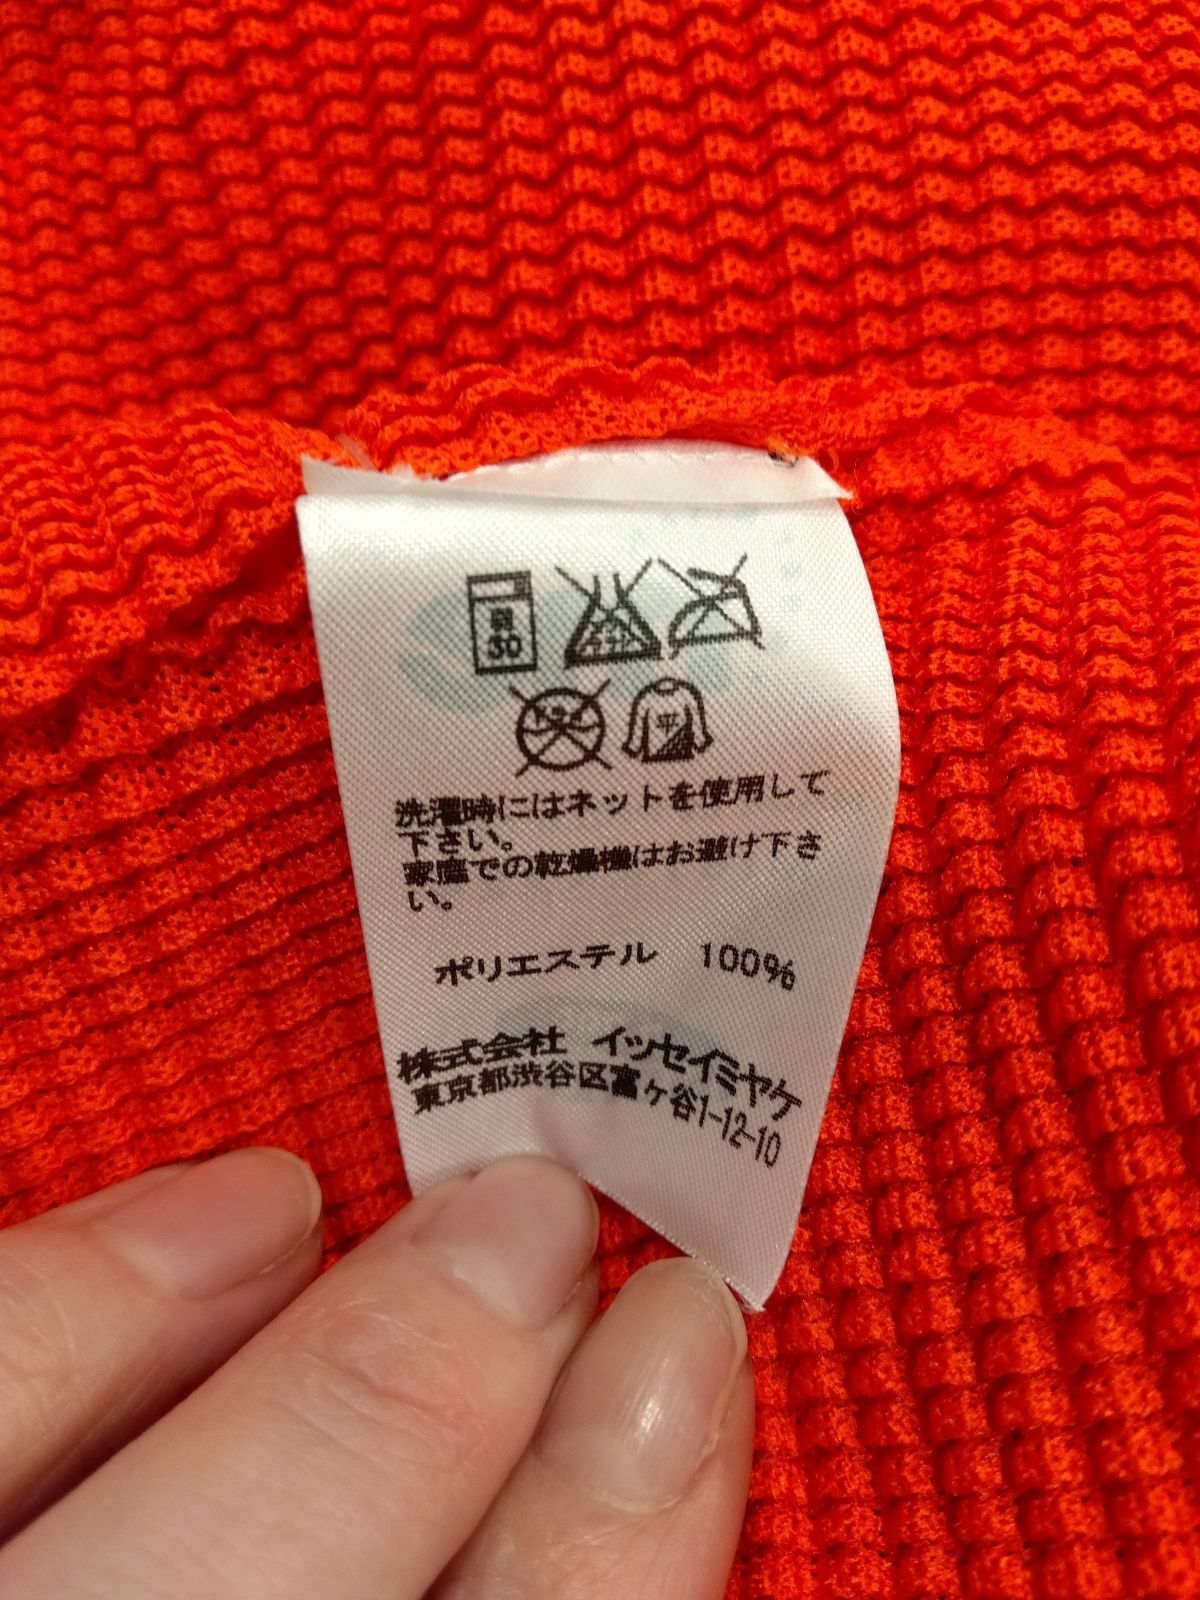 30
平
洗濯時にはネットを使用して
下さい。
家庭での乾燥機はお避け下さ
い。
ポリエステル 100%
株式会社 イッセイミヤケ
東京都渋谷区富ヶ谷1-12-10